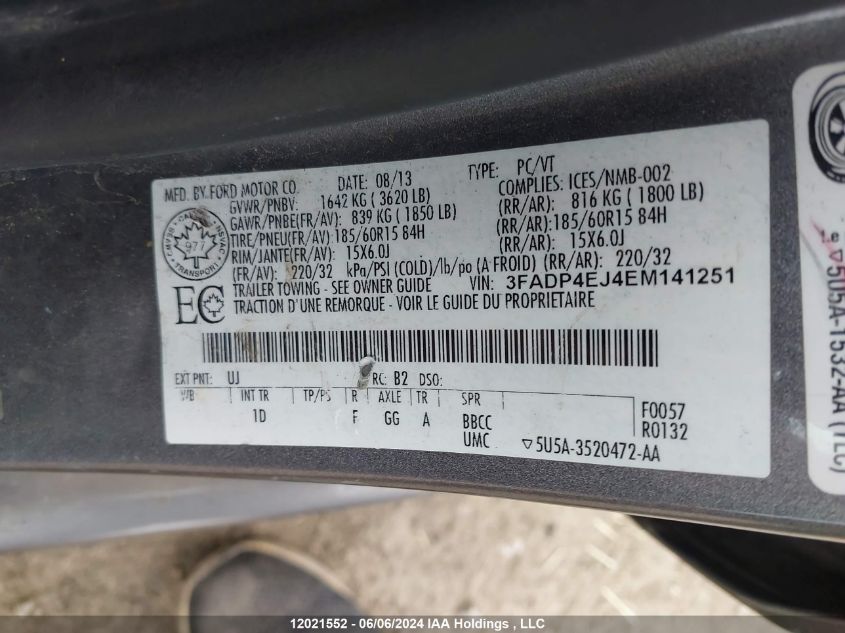 MFD. BY FORD MOTOR CO. DATE: 08/13 TYPE: PC/VT
GVWR/PNBV: 1642 KG ( 3620 LB) COMPLIES: ICES/NMB-002
GAWR/PNBE(FR/AV): 839 KG ( 1850 LB) (RR/AR): 816 KG ( 1800 LB)
TIRE/PNEU(FR/AV): 185/60R15 84H (RR/AR): 185/60R15 84H
RIM/JANTE(FR/AV): 15X6.0J (RR/AR): 15X6.0J
(FR/AV): 220/32 kPa/PSI (COLD)/lb/po (A FROID) (RR/AR): 220/32
TRAILER TOWING - SEE OWNER GUIDE VIN: 3FADP4EJ4EM141251
TRACTION D'UNE REMORQUE - VOIR LE GUIDE DU PROPRIETAIRE
977
TRANSPORT
EC
EXT PNT: UJ RC: B2 DSO:
WB INT TR TP/PS R AXLE TR SPR
1D F GG A BBCC
UMC
F0057
R0132
▽5U5A-3520472-AA
▽5U5A-1532-AA (TEC)
12021552 - 06/06/2024 IAA Holdings , LLC